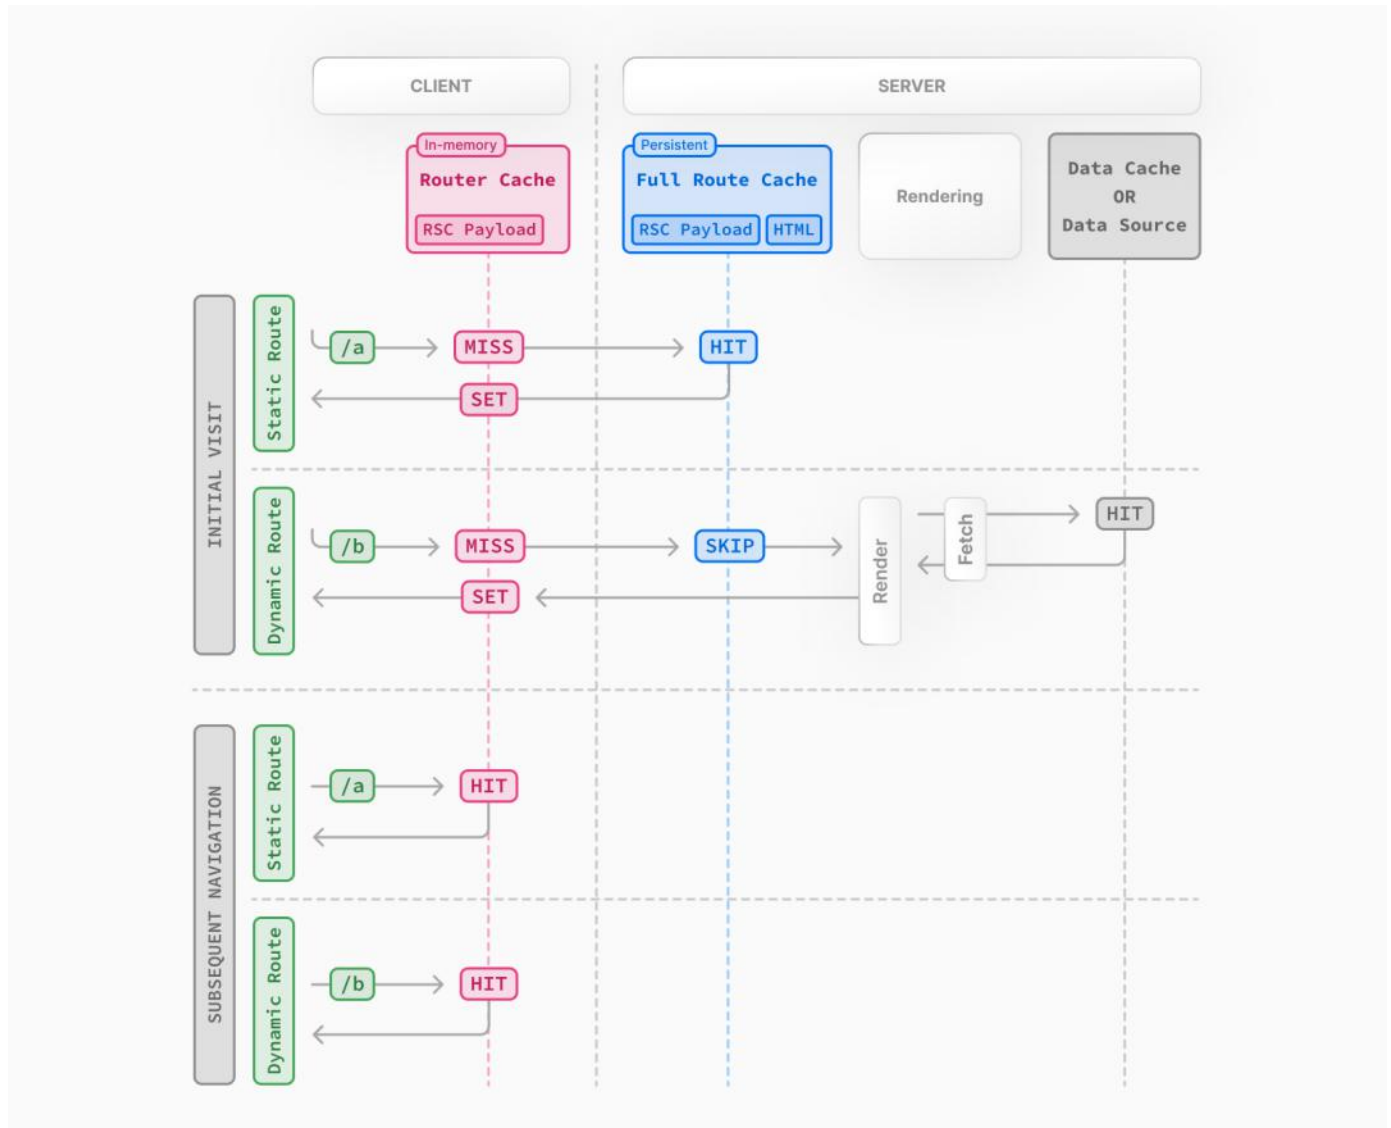 CLIENT
SERVER
In-memory
Router Cache
RSC Payload
Persistent
Full Route Cache
RSC Payload
HTML
Rendering
Data Cache
OR
Data Source
INITIAL VISIT
Static Route
/a
MISS
HIT
SET
Dynamic Route
/b
MISS
SKIP
Render
Fetch
HIT
SET
SUBSEQUENT NAVIGATION
Static Route
/a
HIT
Dynamic Route
/b
HIT